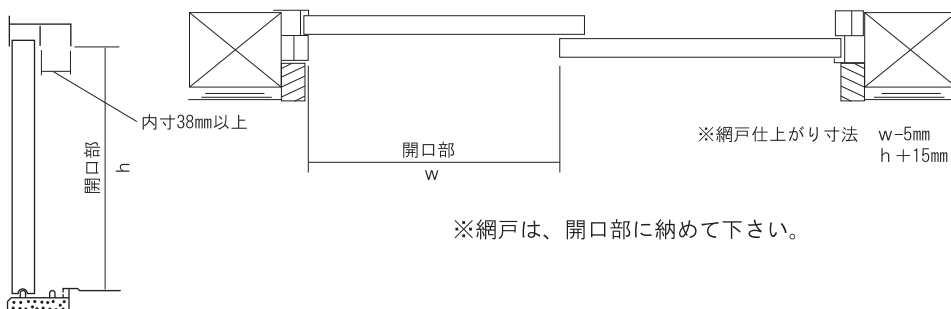 内寸38mm以上
開口部
h
開口部
w
※網戸仕上がり寸法 w-5mm
h+15mm
※網戸は、開口部に納めて下さい。